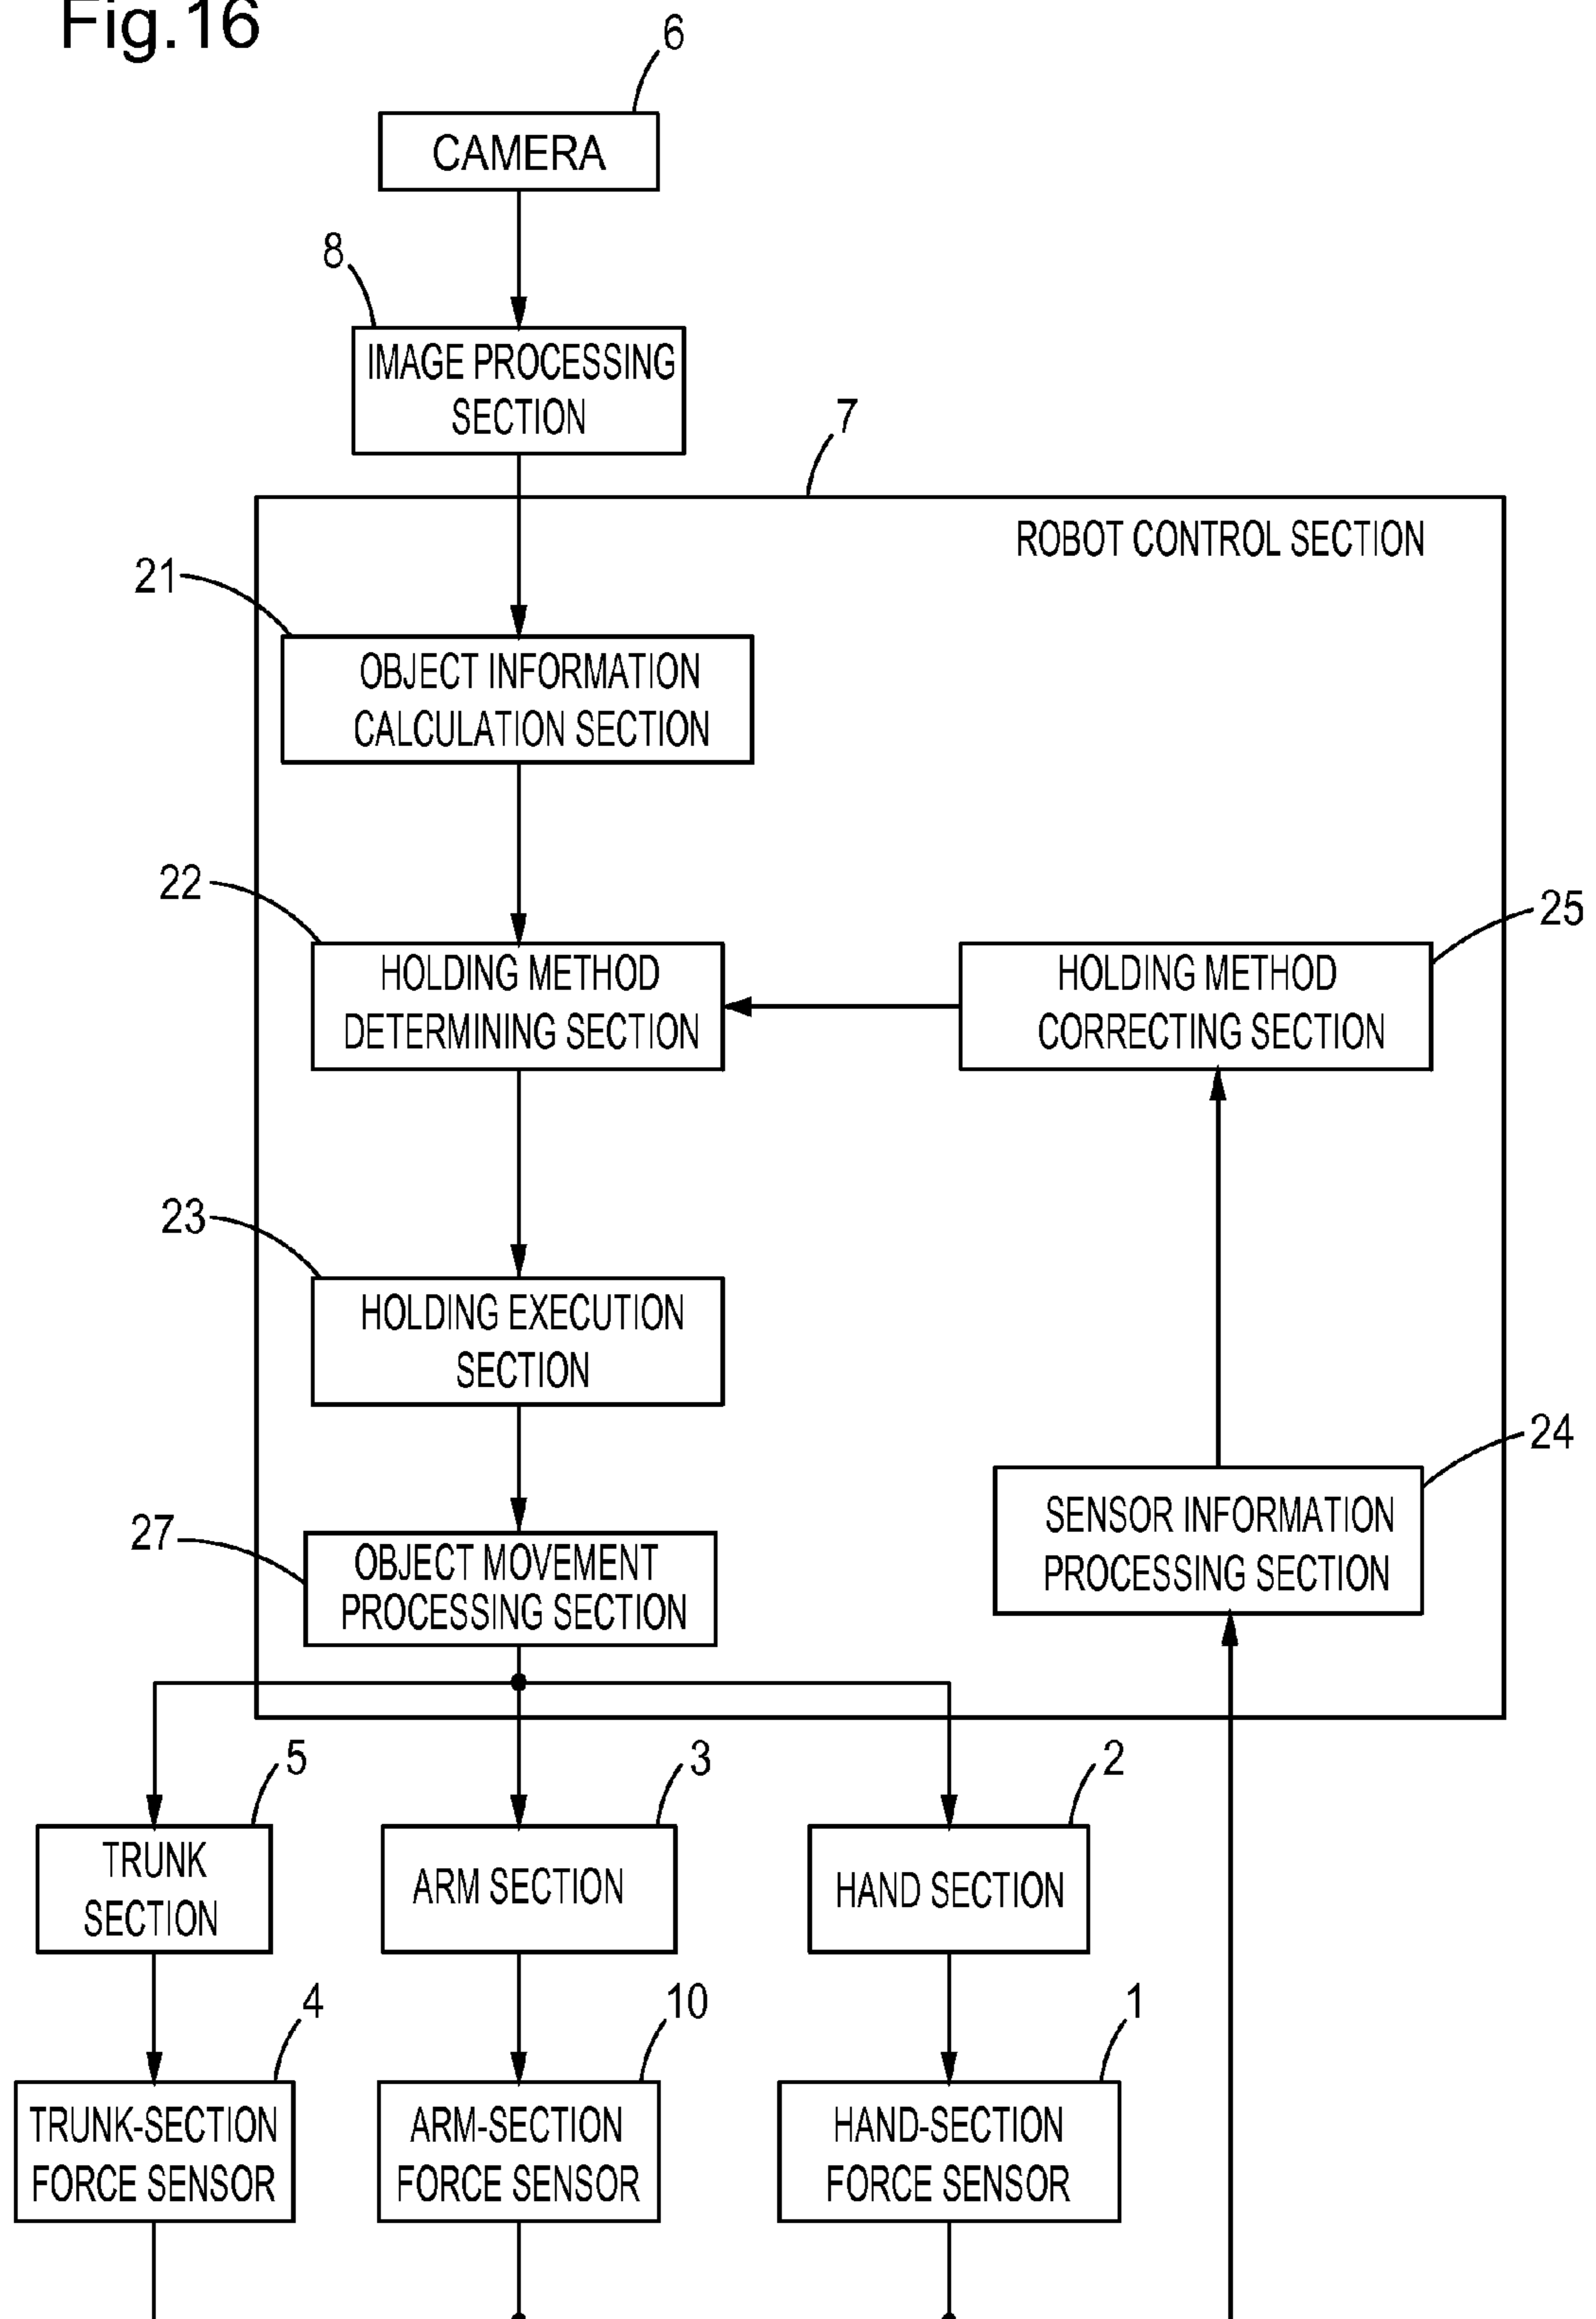 Fig.16
6
CAMERA
8
IMAGE PROCESSING
SECTION
7
ROBOT CONTROL SECTION
21
OBJECT INFORMATION
CALCULATION SECTION
22
HOLDING METHOD
DETERMINING SECTION
25
HOLDING METHOD
CORRECTING SECTION
23
HOLDING EXECUTION
SECTION
24
SENSOR INFORMATION
PROCESSING SECTION
27
OBJECT MOVEMENT
PROCESSING SECTION
5
TRUNK
SECTION
3
ARM SECTION
2
HAND SECTION
4
TRUNK-SECTION
FORCE SENSOR
10
ARM-SECTION
FORCE SENSOR
1
HAND-SECTION
FORCE SENSOR